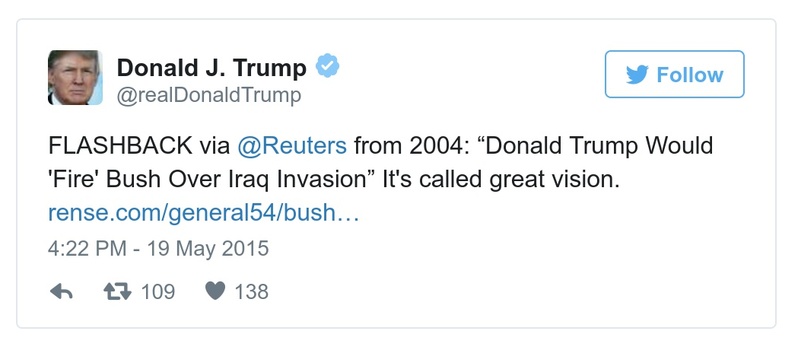 Donald J. Trump
@realDonaldTrump
Follow
FLASHBACK via @Reuters from 2004: “Donald Trump Would
'Fire' Bush Over Iraq Invasion” It's called great vision.
rense.com/general54/bush…
4:22 PM - 19 May 2015
109 138